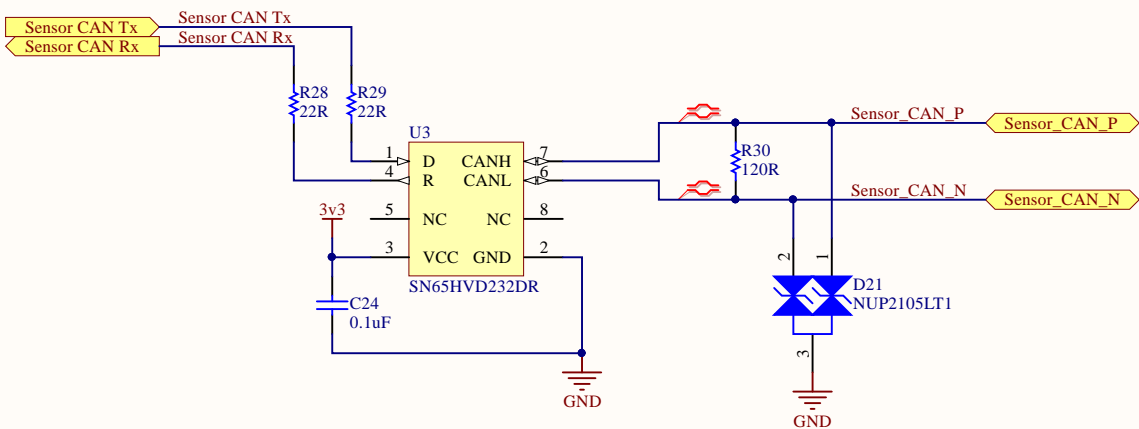 Sensor CAN Tx
Sensor CAN Tx
Sensor CAN Rx
Sensor CAN Rx
R28
22R
R29
22R
U3
1
D
CANH
7
4
R
CANL
6
5
NC
NC
8
3
VCC
GND
2
SN65HVD232DR
3v3
C24
0.1uF
GND
R30
120R
Sensor_CAN_P
Sensor_CAN_P
Sensor_CAN_N
Sensor_CAN_N
2
1
D21
NUP2105LT1
3
GND